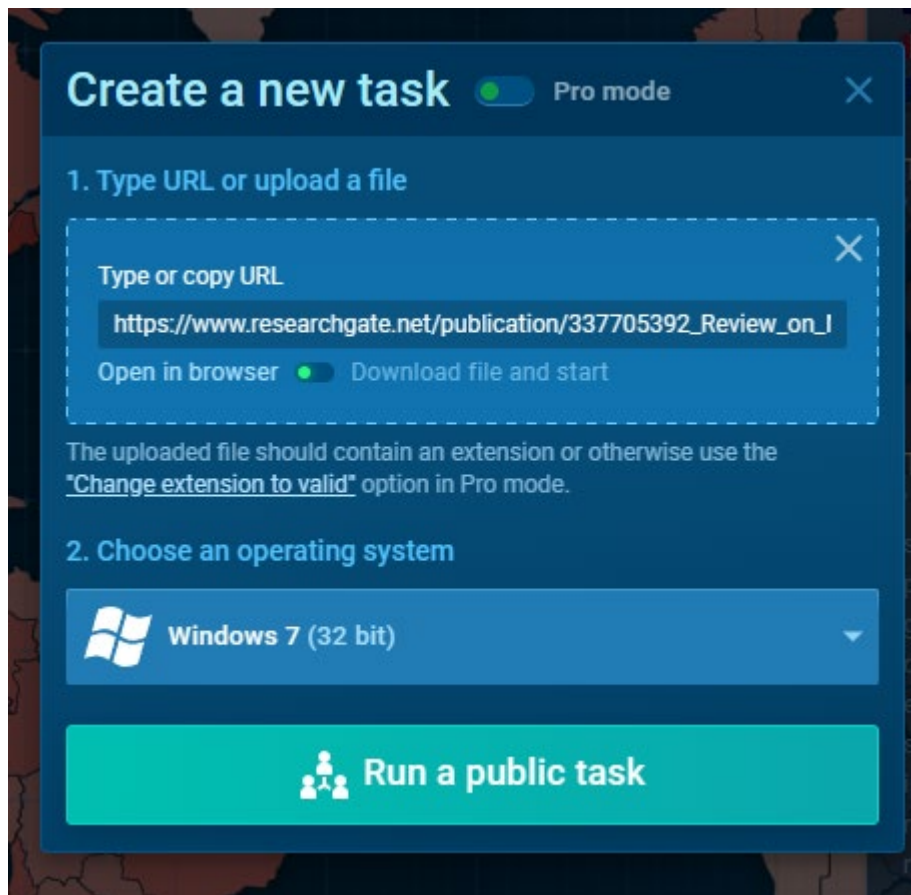 Create a new task Pro mode
1. Type URL or upload a file
Type or copy URL
https://www.researchgate.net/publication/337705392_Review_on_
Open in browser Download file and start
The uploaded file should contain an extension or otherwise use the
"Change extension to valid" option in Pro mode.
2. Choose an operating system
Windows 7 (32 bit)
Run a public task